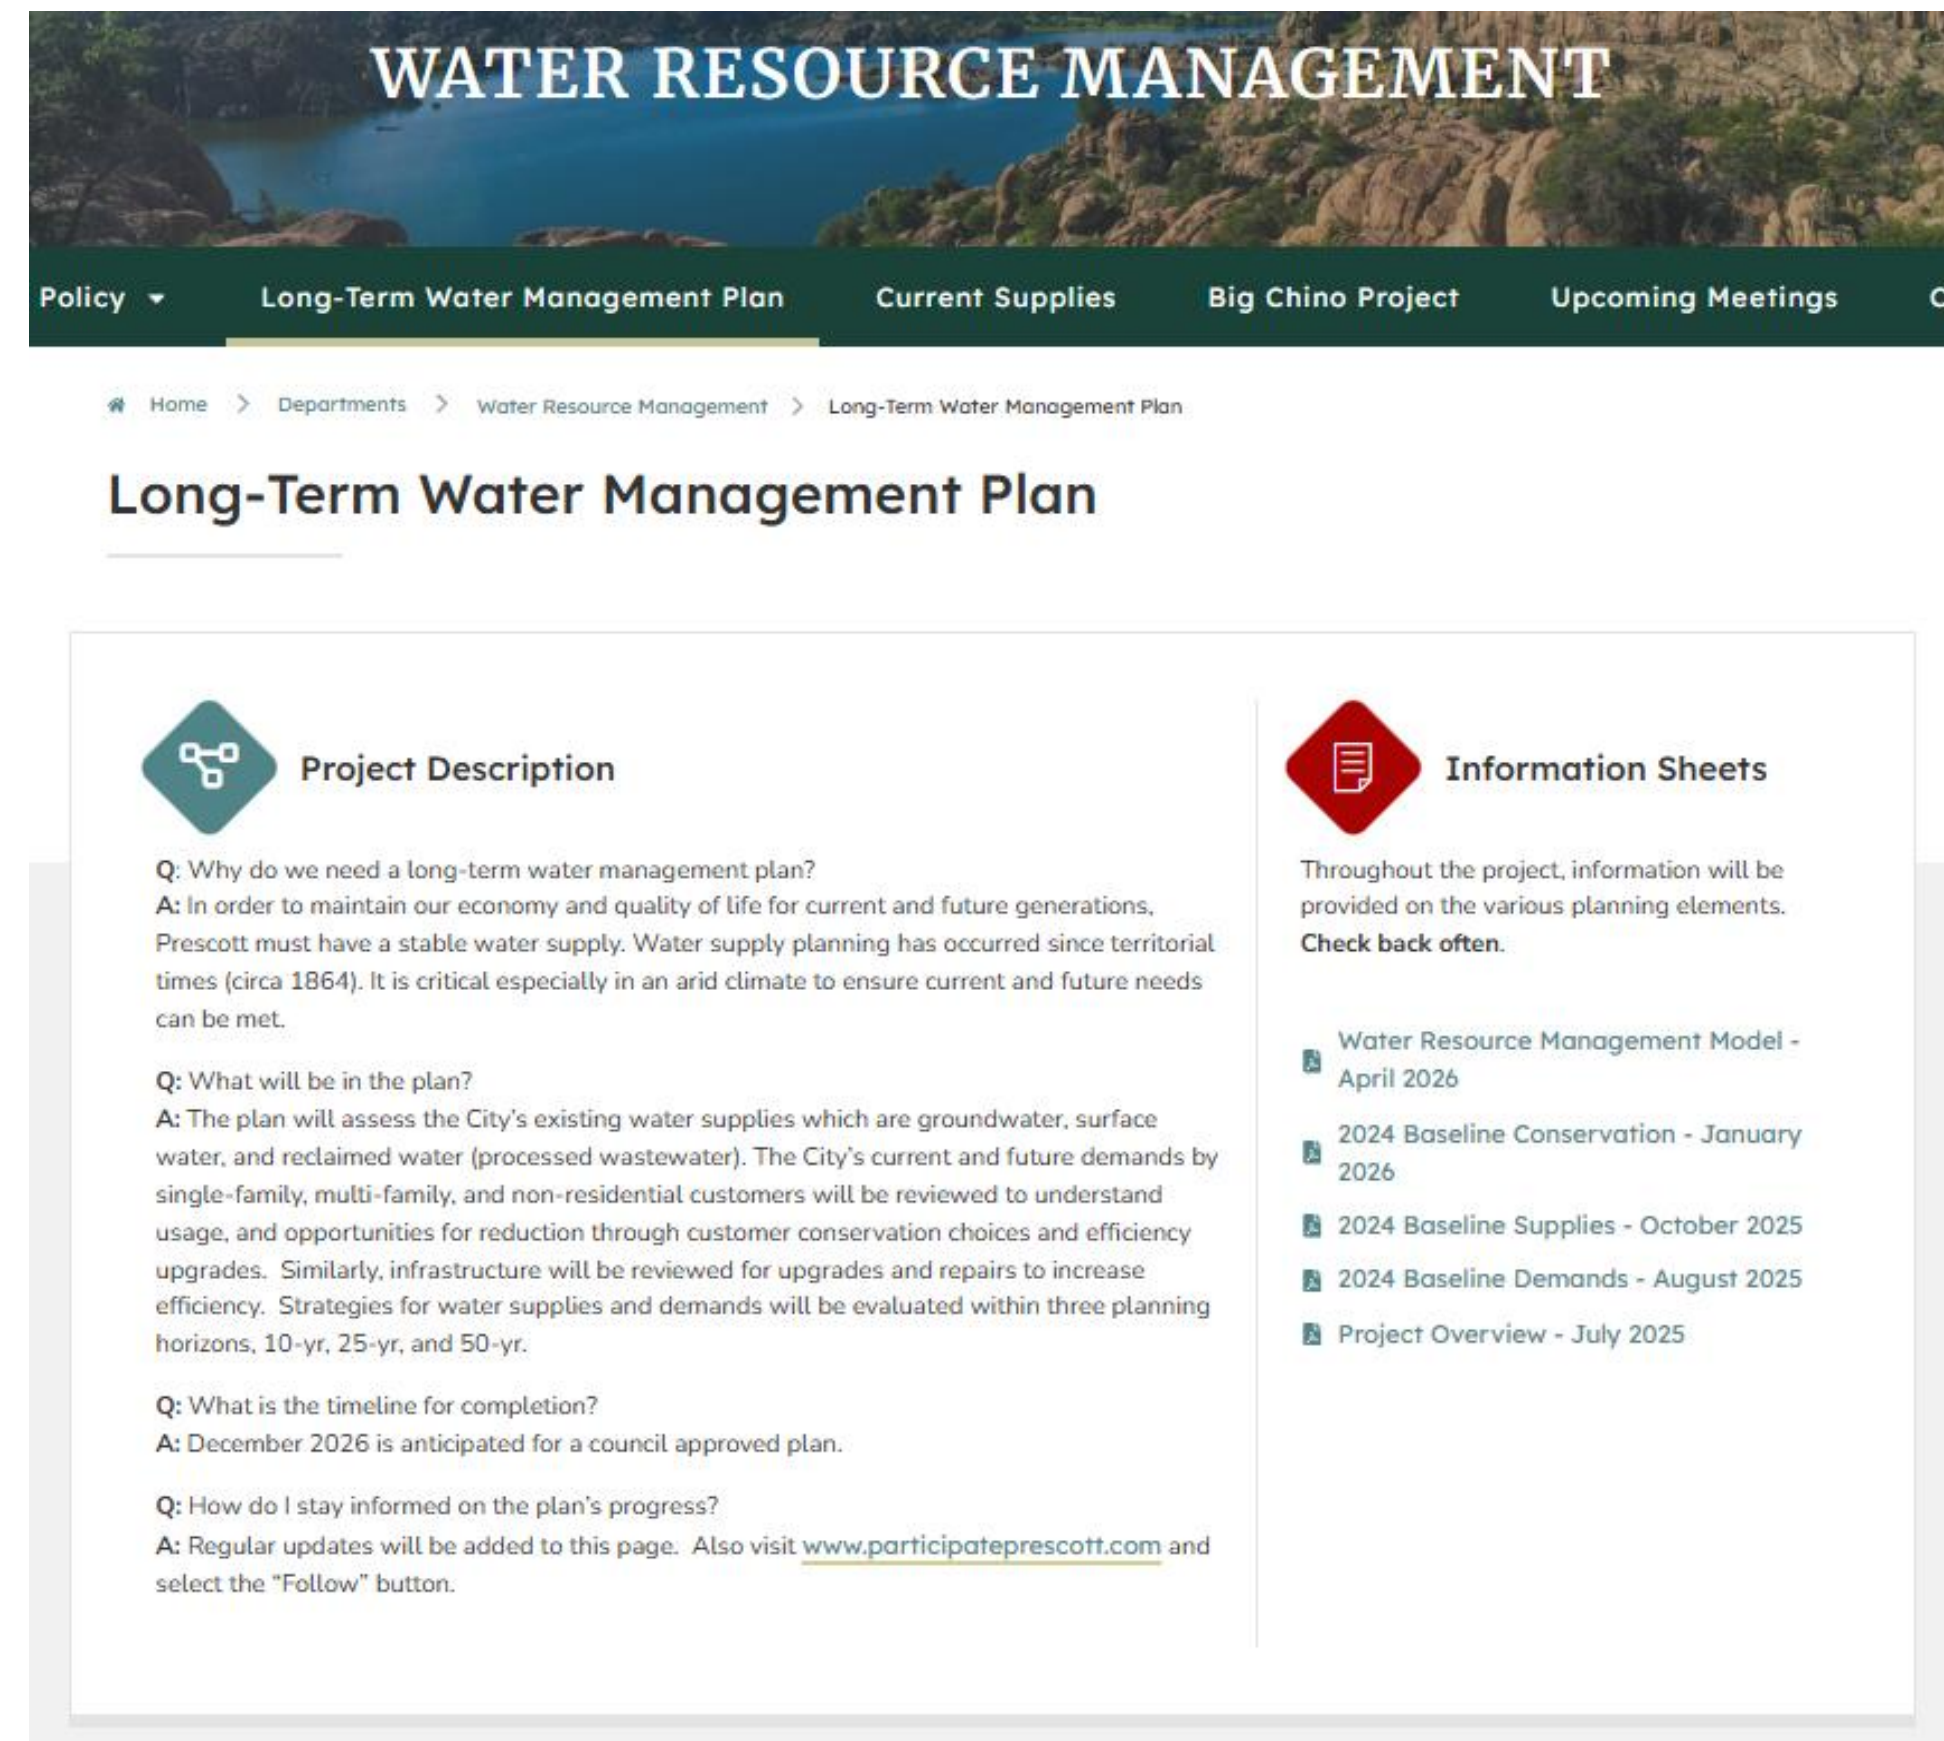 WATER RESOURCE MANAGEMENT
Policy
Long-Term Water Management Plan
Current Supplies
Big Chino Project
Upcoming Meetings
Home
Departments
Water Resource Management
Long-Term Water Management Plan
Long-Term Water Management Plan
Project Description
Q: Why do we need a long-term water management plan?
A: In order to maintain our economy and quality of life for current and future generations,
Prescott must have a stable water supply. Water supply planning has occurred since territorial
times (circa 1864). It is critical especially in an arid climate to ensure current and future needs
can be met.
Q: What will be in the plan?
A: The plan will assess the City's existing water supplies which are groundwater, surface
water, and reclaimed water (processed wastewater). The City's current and future demands by
single-family, multi-family, and non-residential customers will be reviewed to understand
usage, and opportunities for reduction through customer conservation choices and efficiency
upgrades.  Similarly, infrastructure will be reviewed for upgrades and repairs to increase
efficiency.  Strategies for water supplies and demands will be evaluated within three planning
horizons, 10-yr, 25-yr, and 50-yr.
Q: What is the timeline for completion?
A: December 2026 is anticipated for a council approved plan.
Q: How do I stay informed on the plan's progress?
A: Regular updates will be added to this page.  Also visit www.participateprescott.com and
select the “Follow” button.
Information Sheets
Throughout the project, information will be
provided on the various planning elements.
Check back often.
Water Resource Management Model -
April 2026
2024 Baseline Conservation - January
2026
2024 Baseline Supplies - October 2025
2024 Baseline Demands - August 2025
Project Overview - July 2025